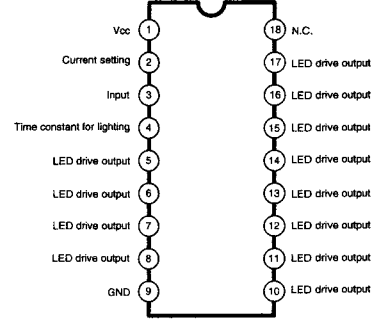 Vcc 1 18 N.C.
Current setting 2 17 LED drive output
Input 3 16 LED drive output
Time constant for lighting 4 15 LED drive output
LED drive output 5 14 LED drive output
LED drive output 6 13 LED drive output
LED drive output 7 12 LED drive output
LED drive output 8 11 LED drive output
GND 9 10 LED drive output